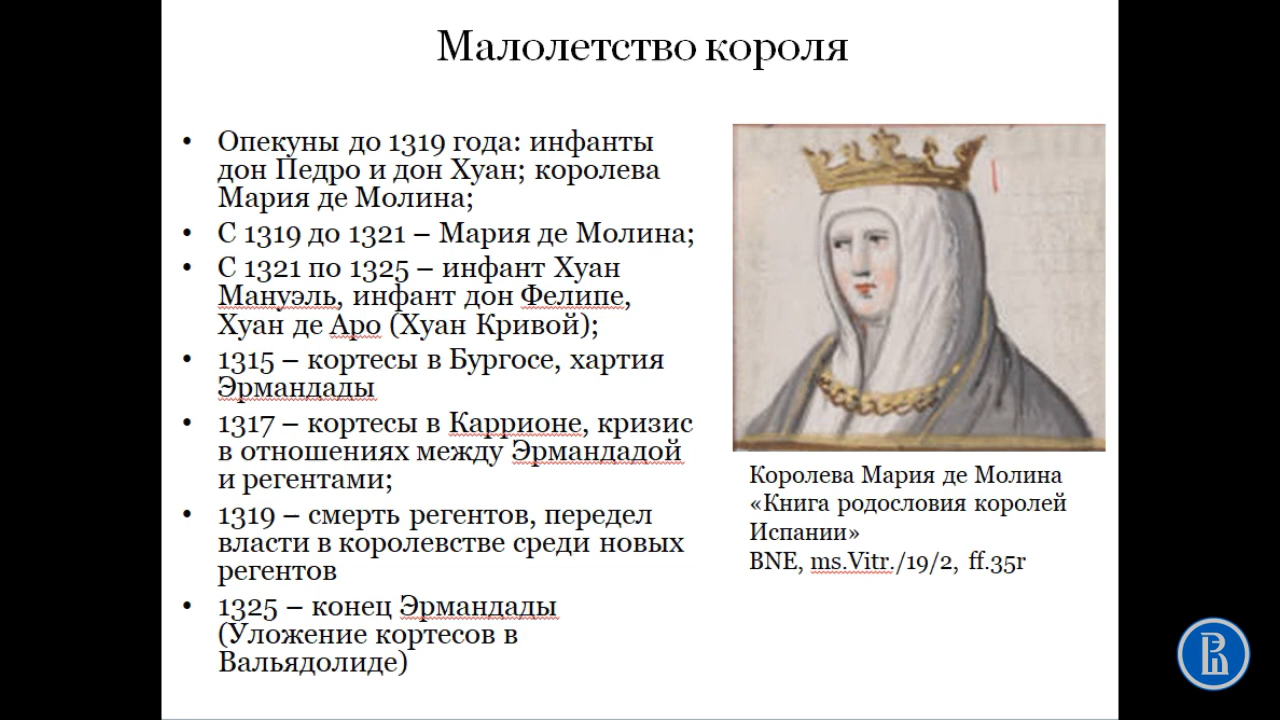 Малолетство короля
• Опекуны до 1319 года: инфанты
дон Педро и дон Хуан; королева
Мария де Молина;
• С 1319 до 1321 – Мария де Молина;
• С 1321 по 1325 – инфант Хуан
Мануэль, инфант дон Фелипе,
Хуан де Аро (Хуан Кривой);
• 1315 – кортесы в Бургосе, хартия
Эрмандады
• 1317 – кортесы в Каррионе, кризис
в отношениях между Эрмандадой
и регентами;
• 1319 – смерть регентов, передел
власти в королевстве среди новых
регентов
• 1325 – конец Эрмандады
(Уложение кортесов в
Вальядолиде)
Королева Мария де Молина
«Книга родословия королей
Испании»
BNE, ms.Vitr./19/2, ff.35r